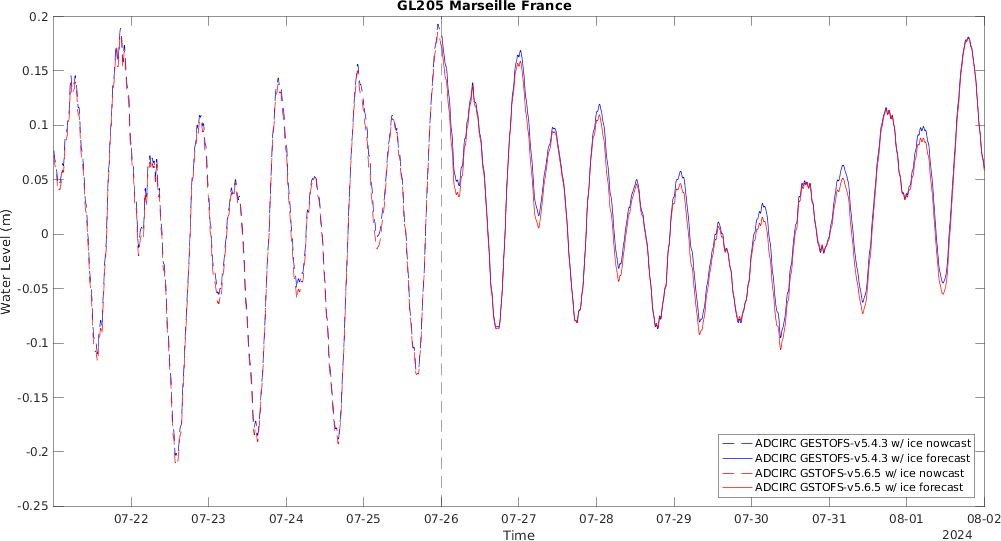 GL205 Marseille France
0.2
0.15
0.1
0.05
0
-0.05
-0.1
-0.15
-0.2
-0.25
Water Level (m)
ADCIRC GESTOFS-v5.4.3 w/ ice nowcast
ADCIRC GESTOFS-v5.4.3 w/ ice forecast
ADCIRC GSTOFS-v5.6.5 w/ ice nowcast
ADCIRC GSTOFS-v5.6.5 w/ ice forecast
07-22 07-23 07-24 07-25 07-26 07-27 07-28 07-29 07-30 07-31 08-01 08-02
Time
2024